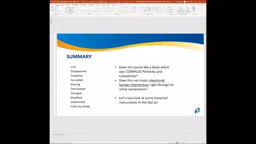 SUMMARY
Lost
Disappeared
Forgotten
Cancelled
Missing
Overlooked
Changed
Modified
Substituted
Eaten by Sheep
• Does this sound like a book which
was COMPILED Perfectly and
Completely?
• Does this not imply intentional
human intervention right through its
initial compilation?
• Let's now look at some historical
inaccuracies in the Qur'an